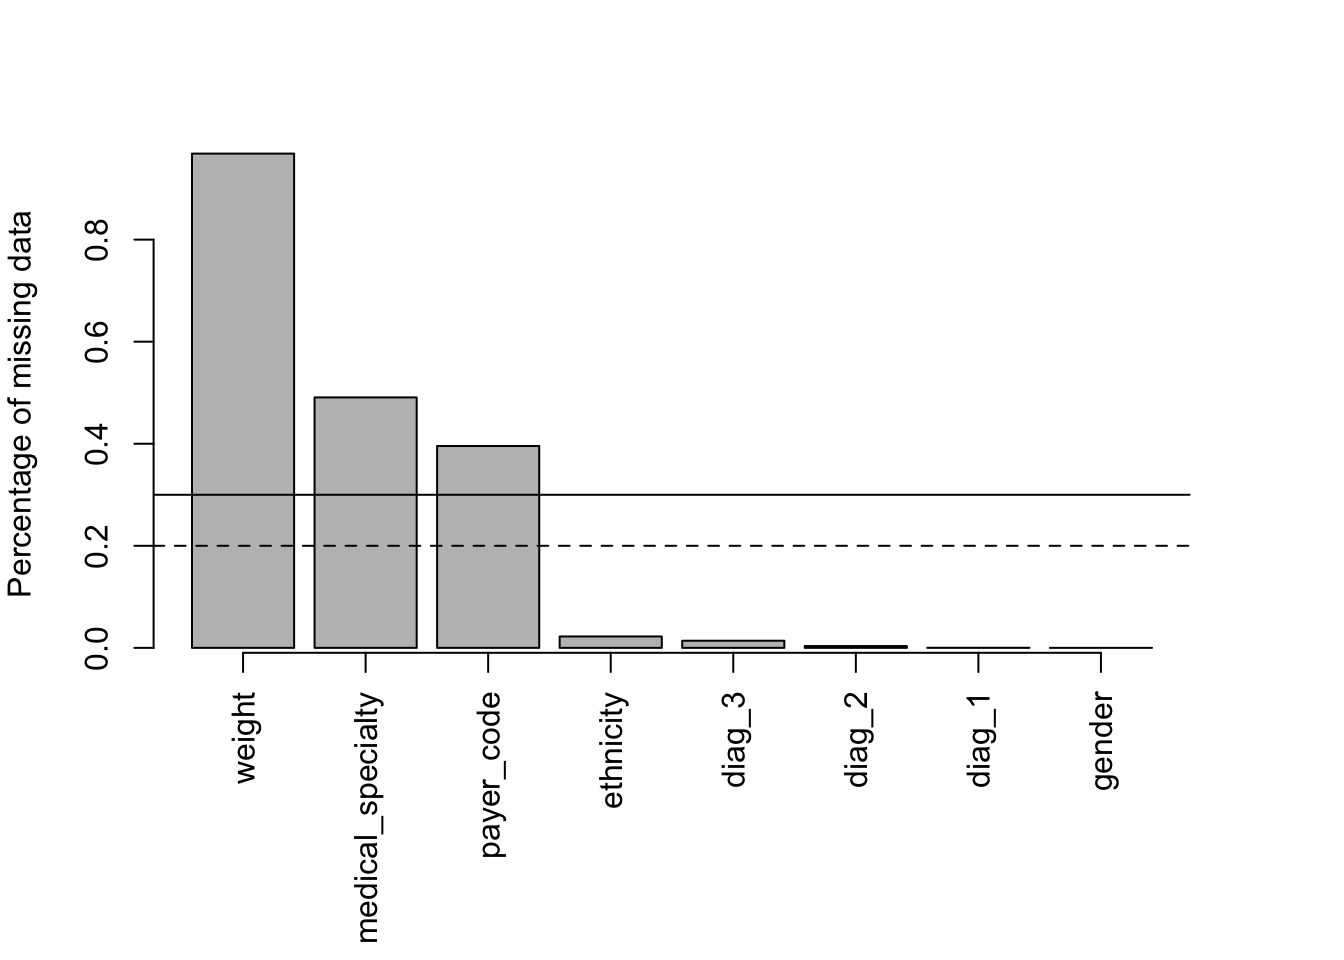 Percentage of missing data
0.8
0.6
0.4
0.2
0.0
weight
medical_specialty
payer_code
ethnicity
diag_3
diag_2
diag_1
gender